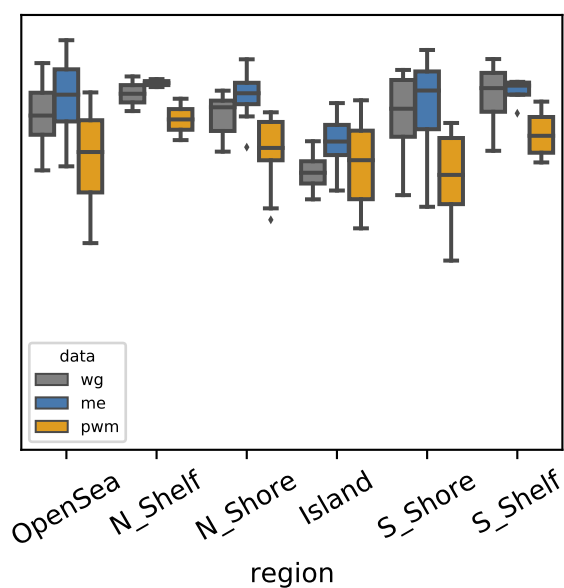 data
wg
me
pwm
OpenSea
N_Shelf
N_Shore
Island
S_Shore
S_Shelf
region